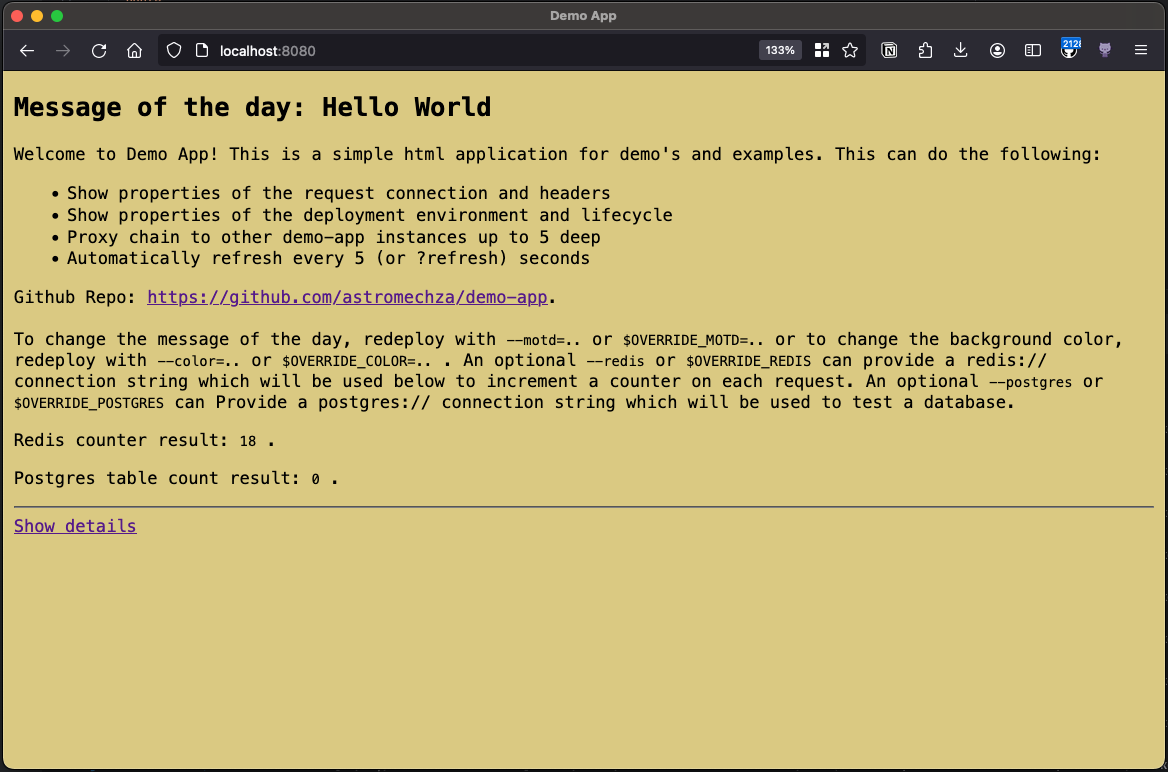 Demo App
localhost:8080
133%
Message of the day: Hello World
Welcome to Demo App! This is a simple html application for demo's and examples. This can do the following:
• Show properties of the request connection and headers
• Show properties of the deployment environment and lifecycle
• Proxy chain to other demo-app instances up to 5 deep
• Automatically refresh every 5 (or ?refresh) seconds
Github Repo: https://github.com/astromechza/demo-app.
To change the message of the day, redeploy with --motd=.. or $OVERRIDE_MOTD=.. or to change the background color,
redeploy with --color=.. or $OVERRIDE_COLOR=.. . An optional --redis or $OVERRIDE_REDIS can provide a redis://
connection string which will be used below to increment a counter on each request. An optional --postgres or
$OVERRIDE_POSTGRES can Provide a postgres:// connection string which will be used to test a database.
Redis counter result: 18 .
Postgres table count result: 0 .
Show details